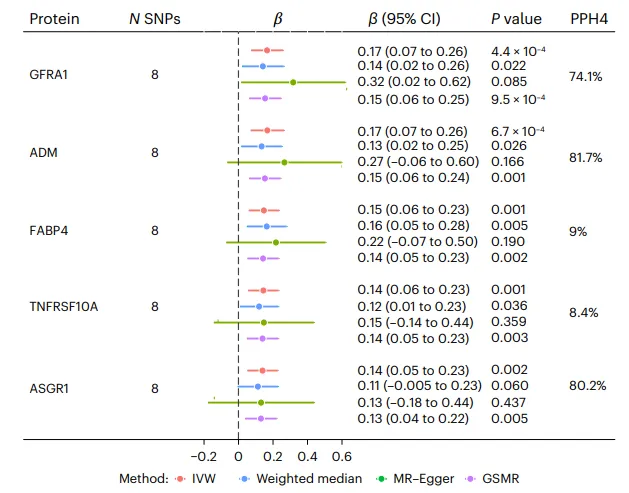 Protein N SNPs β β (95% CI) P value PPH4
0.17 (0.07 to 0.26) 4.4 × 10⁻⁴
0.14 (0.02 to 0.26) 0.022
GFRA1 8 74.1%
0.32 (0.02 to 0.62) 0.085
0.15 (0.06 to 0.25) 9.5 × 10⁻⁴
0.17 (0.07 to 0.26) 6.7 × 10⁻⁴
0.13 (0.02 to 0.25) 0.026
ADM 8 81.7%
0.27 (−0.06 to 0.60) 0.166
0.15 (0.06 to 0.24) 0.001
0.15 (0.06 to 0.23) 0.001
0.16 (0.05 to 0.28) 0.005
FABP4 8 9%
0.22 (−0.07 to 0.50) 0.190
0.14 (0.05 to 0.23) 0.002
0.14 (0.06 to 0.23) 0.001
0.12 (0.01 to 0.23) 0.036
TNFRSF10A 8 8.4%
0.15 (−0.14 to 0.44) 0.359
0.14 (0.05 to 0.23) 0.003
0.14 (0.05 to 0.23) 0.002
0.11 (−0.005 to 0.23) 0.060
ASGR1 8 80.2%
0.13 (−0.18 to 0.44) 0.437
0.13 (0.04 to 0.22) 0.005
−0.2 0 0.2 0.4 0.6
Method: IVW Weighted median MR–Egger GSMR